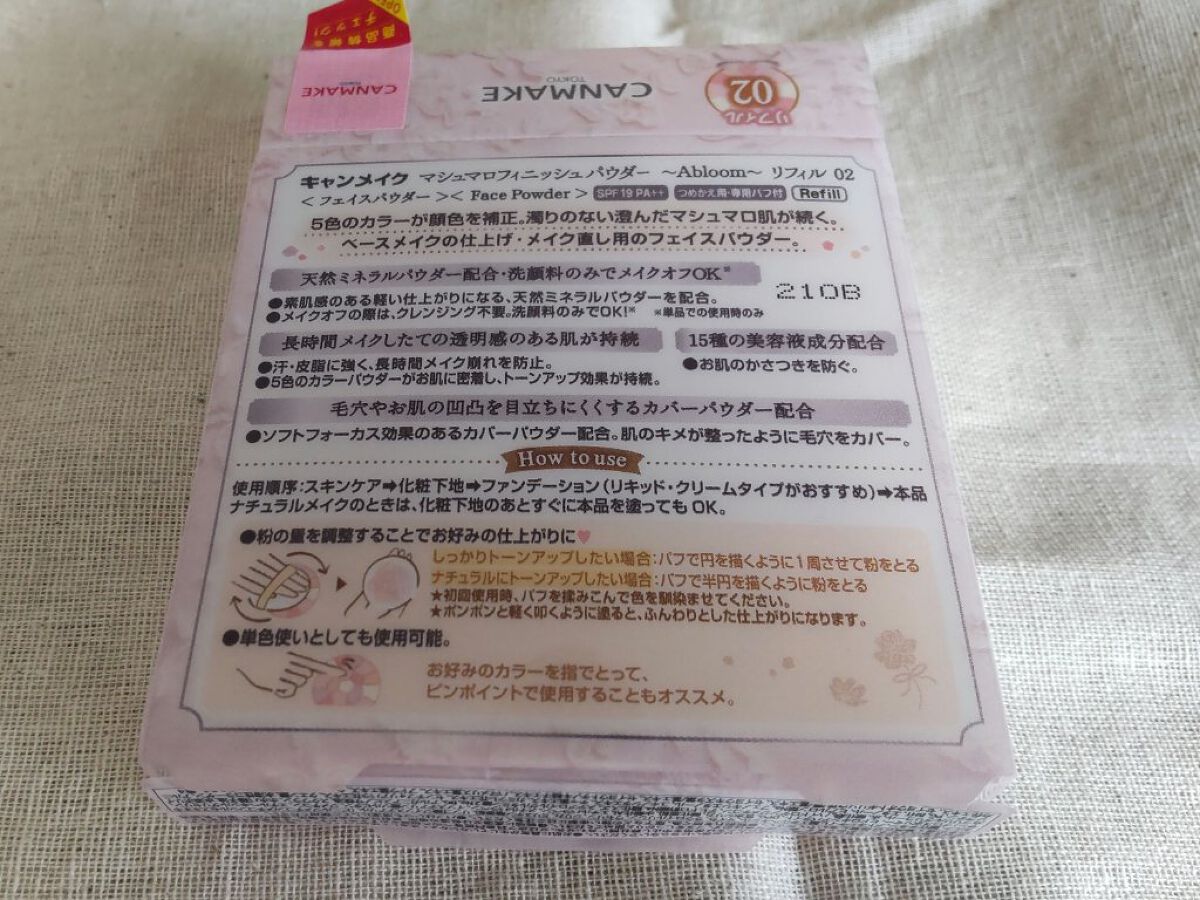 OPEN
商品情報を
チェック!
CANMAKE
TOKYO
CANMAKE
TOKYO
リフィル
02
キャンメイク マシュマロフィニッシュパウダー ～Abloom～ リフィル 02
＜フェイスパウダー＞＜ Face Powder ＞ SPF19 PA++ つめかえ用・専用パフ付 Refill
5色のカラーが顔色を補正。濁りのない澄んだマシュマロ肌が続く。
ベースメイクの仕上げ・メイク直し用のフェイスパウダー。
天然ミネラルパウダー配合・洗顔料のみでメイクオフOK※
●素肌感のある軽い仕上がりになる、天然ミネラルパウダーを配合。
●メイクオフの際は、クレンジング不要。洗顔料のみでOK!※ ※単品での使用時のみ
210B
長時間メイクしたての透明感のある肌が持続
●汗・皮脂に強く、長時間メイク崩れを防止。
●5色のカラーパウダーがお肌に密着し、トーンアップ効果が持続。
15種の美容液成分配合
●お肌のかさつきを防ぐ。
毛穴やお肌の凹凸を目立ちにくくするカバーパウダー配合
●ソフトフォーカス効果のあるカバーパウダー配合。肌のキメが整ったように毛穴をカバー。
How to use
使用順序:スキンケア➡化粧下地➡ファンデーション(リキッド・クリームタイプがおすすめ)➡本品
ナチュラルメイクのときは、化粧下地のあとすぐに本品を塗ってもOK。
●粉の量を調整することでお好みの仕上がりに♥
しっかりトーンアップしたい場合:パフで円を描くように1周させて粉をとる
ナチュラルにトーンアップしたい場合:パフで半円を描くように粉をとる
★初回使用時、パフを揉みこんで色を馴染ませてください。
★ポンポンと軽く叩くように塗ると、ふんわりとした仕上がりになります。
●単色使いとしても使用可能。
お好みのカラーを指でとって、
ピンポイントで使用することもオススメ。